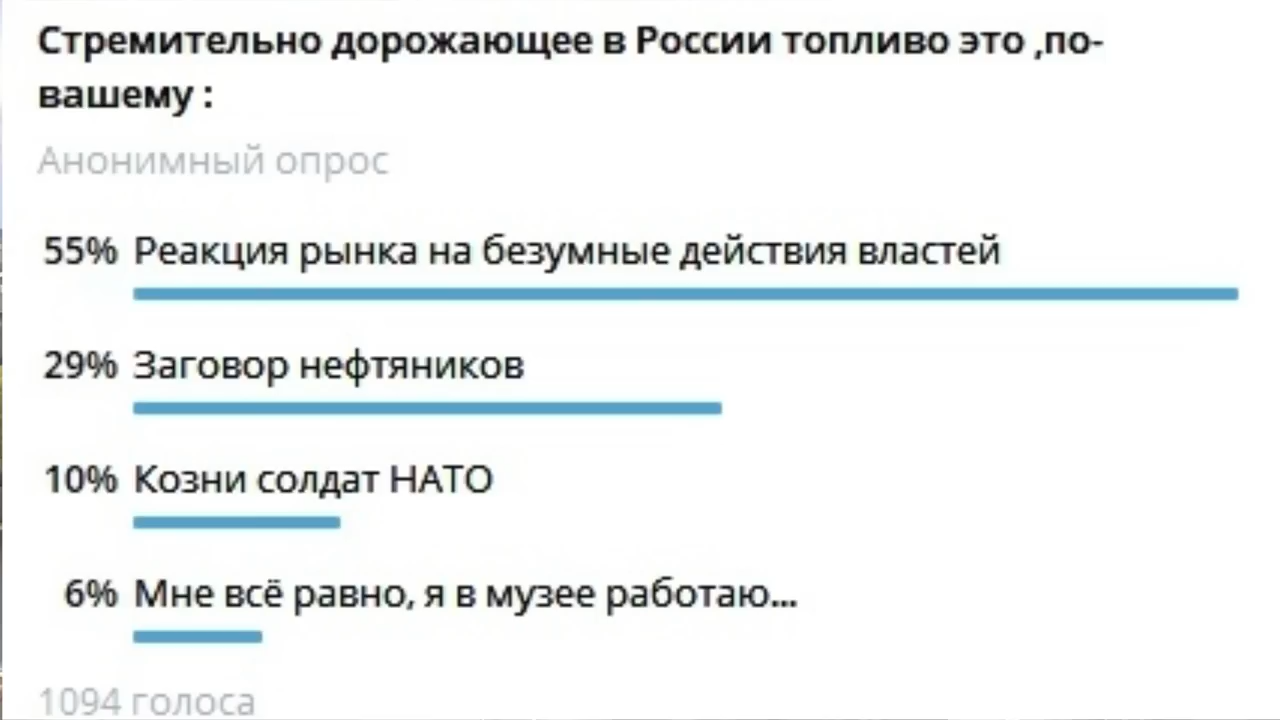 Стремительно дорожающее в России топливо это ,по-
вашему :
Анонимный опрос
55% Реакция рынка на безумные действия властей
29% Заговор нефтяников
10% Козни солдат НАТО
6% Мне всё равно, я в музее работаю...
1094 голоса